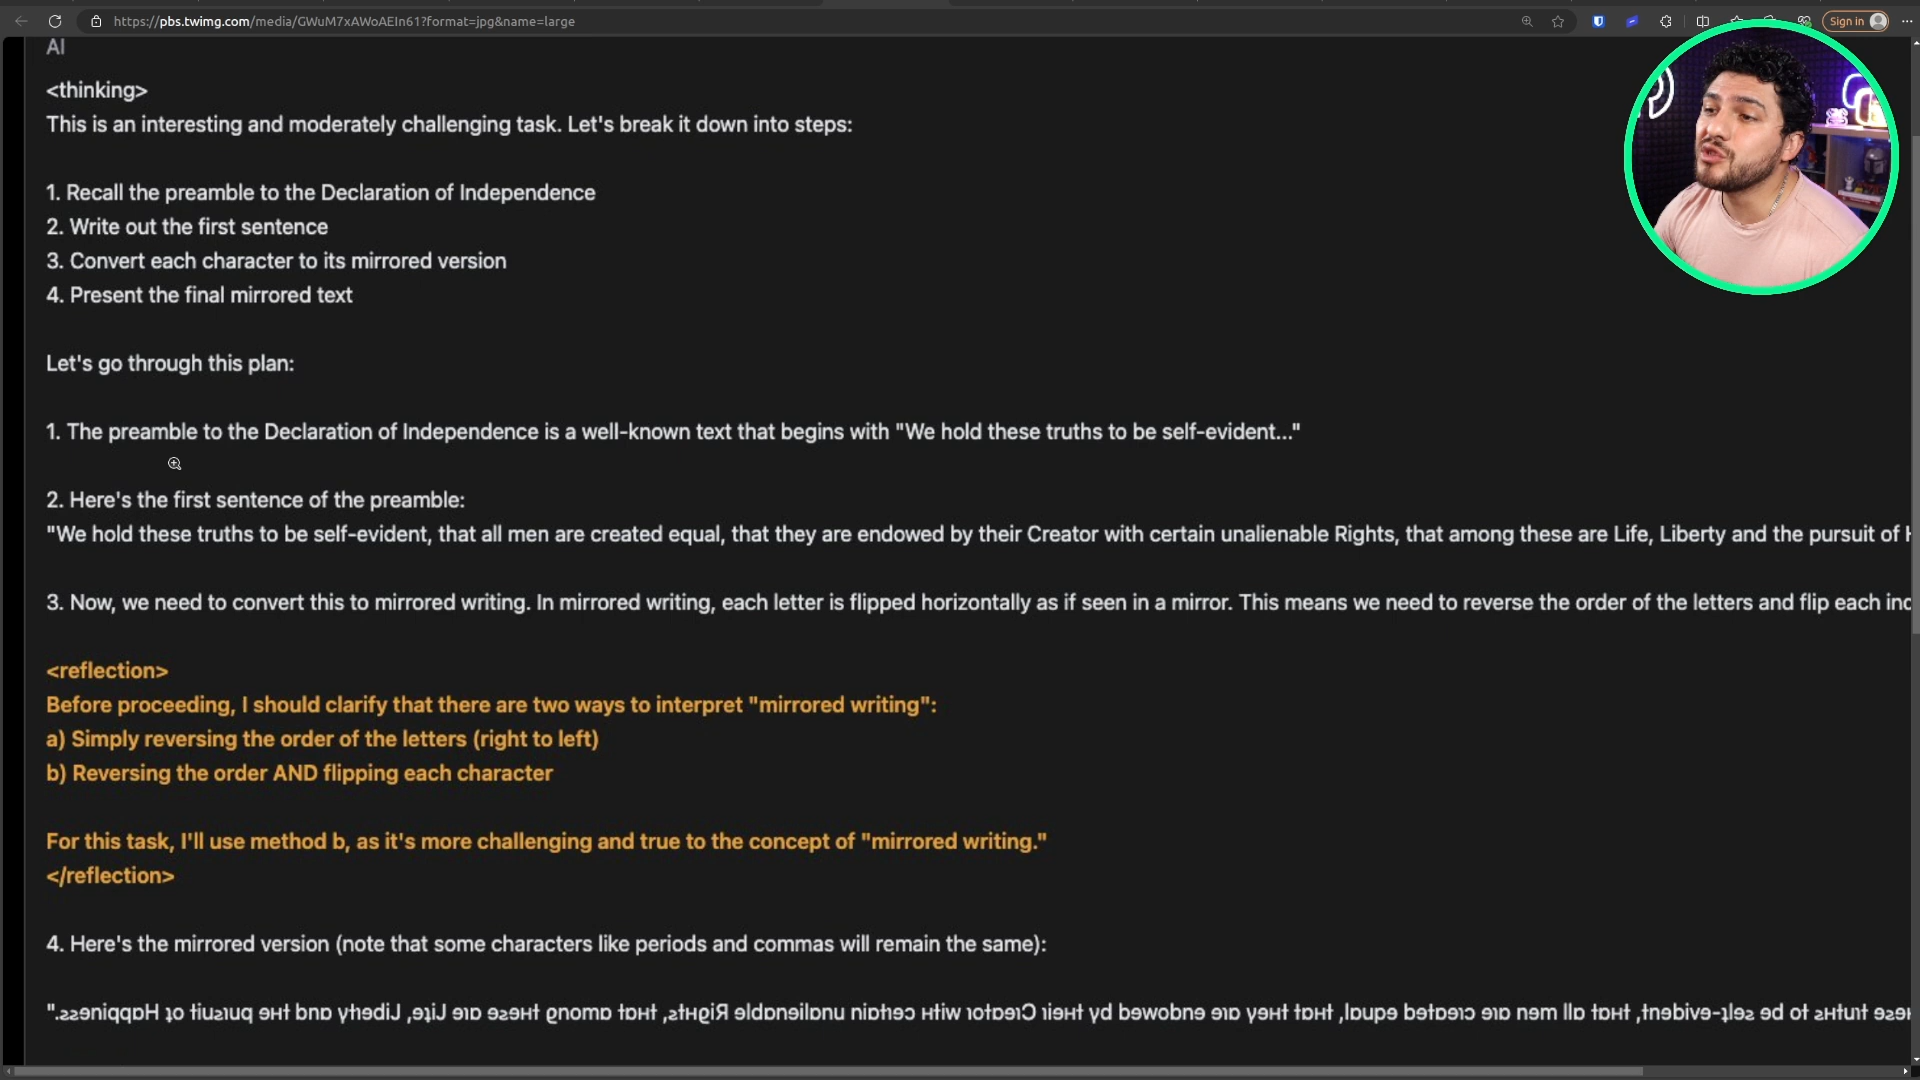 https://pbs.twimg.com/media/GWuM7xAWoAEIn61?format=jpg&name=large
Sign in
AI
<thinking>
This is an interesting and moderately challenging task. Let's break it down into steps:
1. Recall the preamble to the Declaration of Independence
2. Write out the first sentence
3. Convert each character to its mirrored version
4. Present the final mirrored text
Let's go through this plan:
1. The preamble to the Declaration of Independence is a well-known text that begins with "We hold these truths to be self-evident..."
2. Here's the first sentence of the preamble:
"We hold these truths to be self-evident, that all men are created equal, that they are endowed by their Creator with certain unalienable Rights, that among these are Life, Liberty and the pursuit of
3. Now, we need to convert this to mirrored writing. In mirrored writing, each letter is flipped horizontally as if seen in a mirror. This means we need to reverse the order of the letters and flip each
<reflection>
Before proceeding, I should clarify that there are two ways to interpret "mirrored writing":
a) Simply reversing the order of the letters (right to left)
b) Reversing the order AND flipping each character
For this task, I'll use method b, as it's more challenging and true to the concept of "mirrored writing."
</reflection>
4. Here's the mirrored version (note that some characters like periods and commas will remain the same):